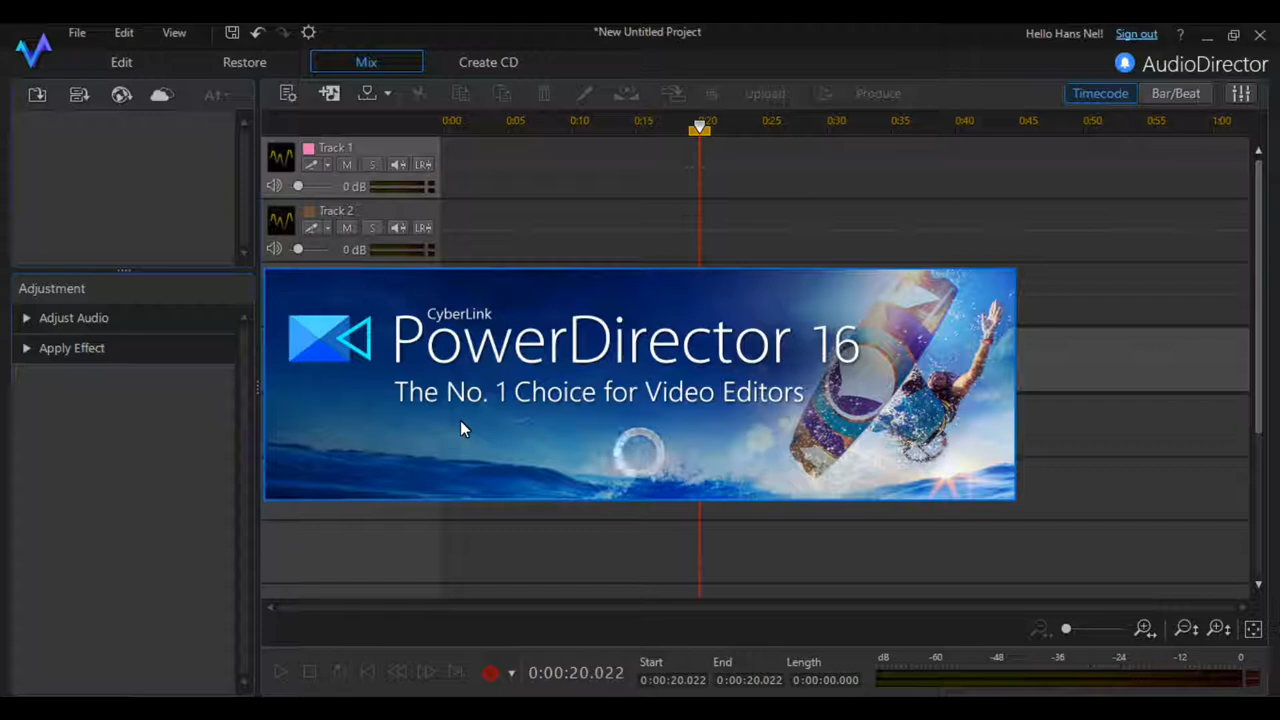 File Edit View *New Untitled Project Hello Hans Nell Sign out ?
Edit Restore Mix Create CD AudioDirector
Upload Produce Timecode Bar/Beat
0:00 0:05 0:10 0:15 0:20 0:25 0:30 0:35 0:40 0:45 0:50 0:55 1:00
Track 1
M S LR
0 dB
Track 2
M S LR
0 dB
Adjustment
Adjust Audio
Apply Effect
CyberLink
PowerDirector 16
The No. 1 Choice for Video Editors
0:00:20.022
Start End Length
0:00:20.022 0:00:20.022 0:00:00.000
dB -60 -48 -36 -24 -12 0